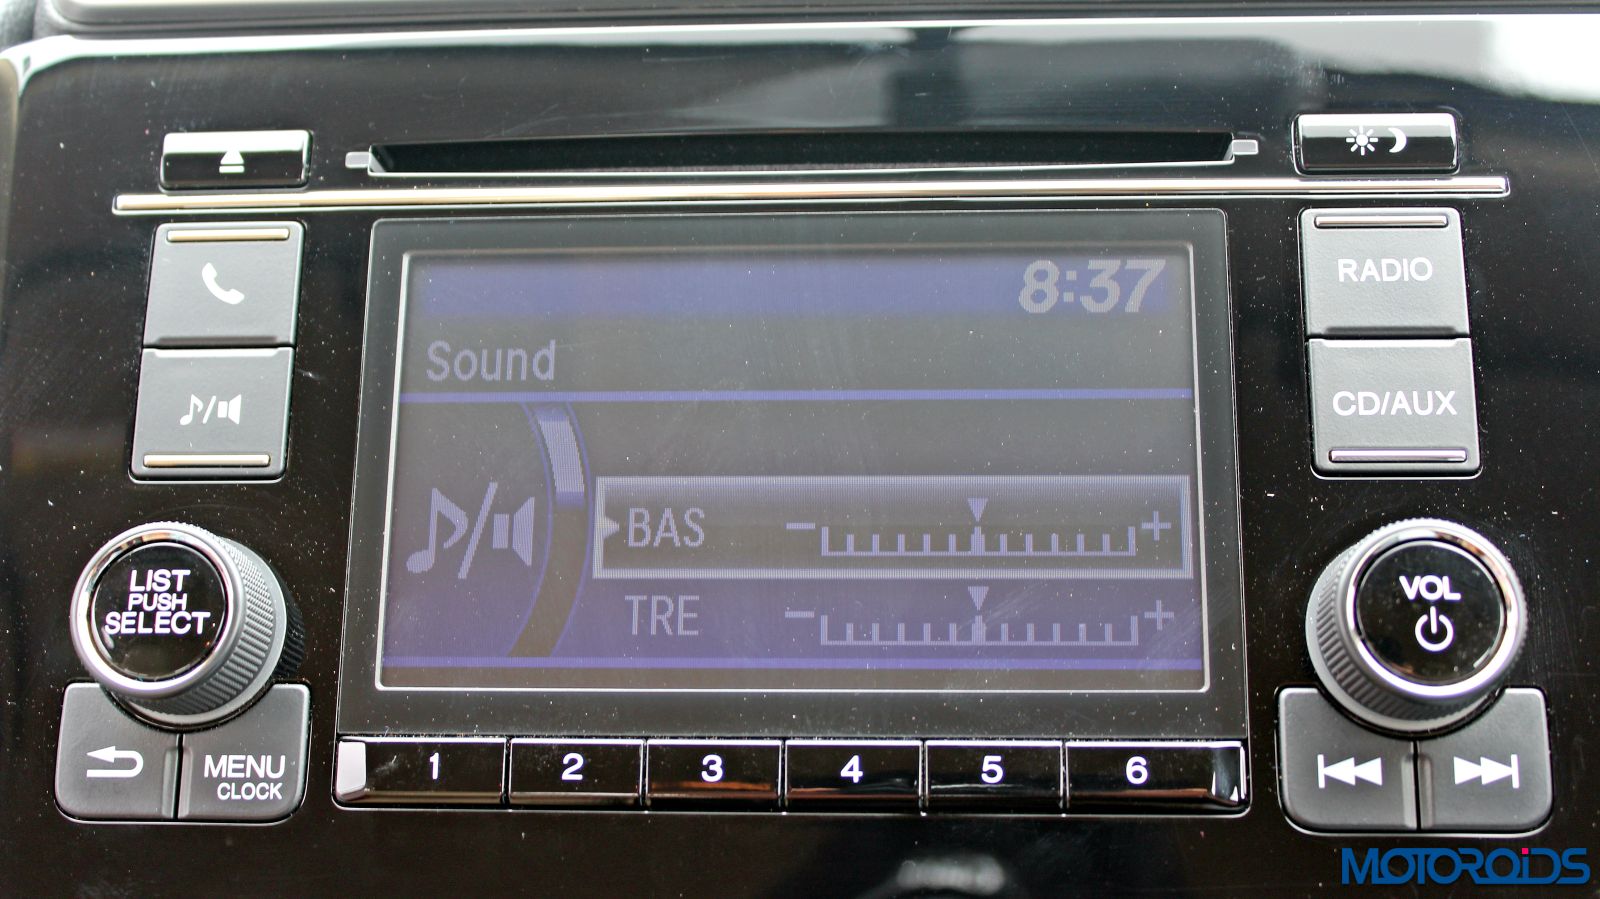 8:37
Sound
BAS
− +
TRE
− +
RADIO
CD/AUX
LIST
PUSH
SELECT
VOL
MENU
CLOCK
1 2 3 4 5 6
MOTOROiDS